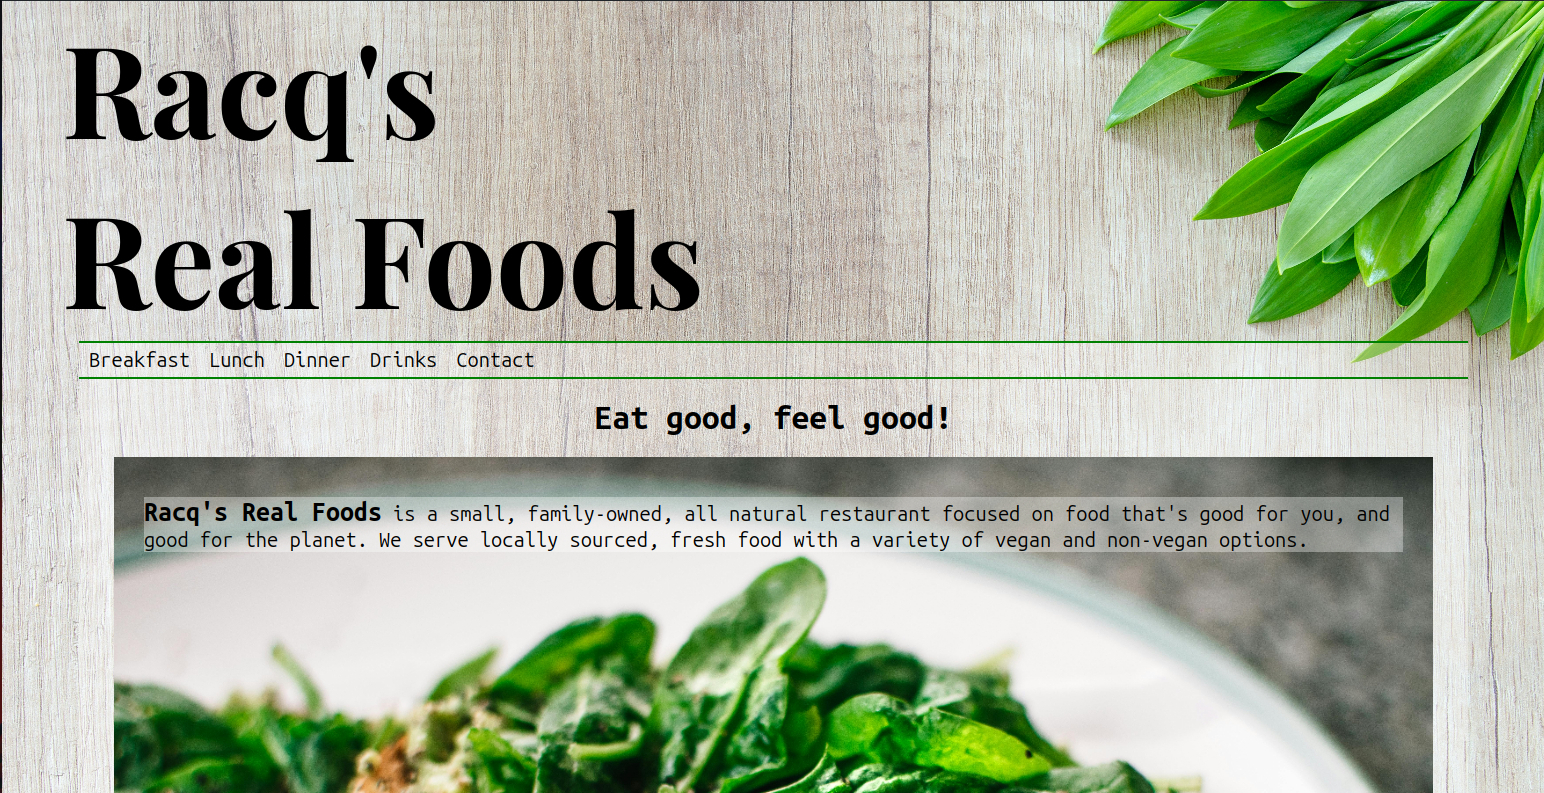 Racq's
Real Foods
Breakfast Lunch Dinner Drinks Contact
Eat good, feel good!
Racq's Real Foods is a small, family-owned, all natural restaurant focused on food that's good for you, and
good for the planet. We serve locally sourced, fresh food with a variety of vegan and non-vegan options.